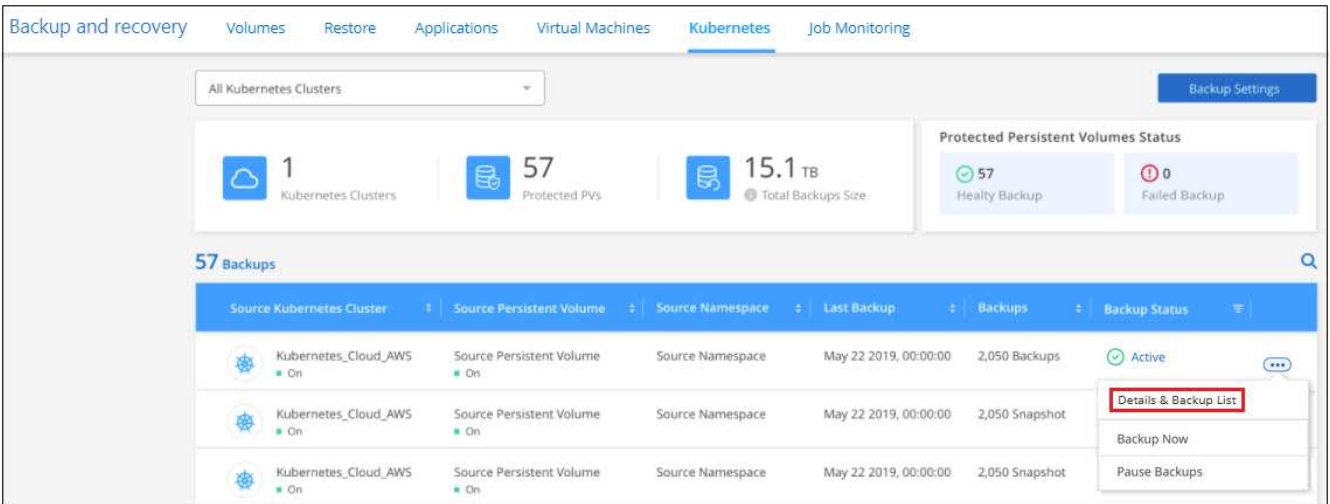 Backup and recovery Volumes Restore Applications Virtual Machines Kubernetes Job Monitoring
All Kubernetes Clusters Backup Settings
Protected Persistent Volumes Status
1 57 15.1 TB
Kubernetes Clusters Protected PVs Total Backups Size
57 0
Healty Backup Failed Backup
57 Backups
Source Kubernetes Cluster Source Persistent Volume Source Namespace Last Backup Backups Backup Status
Kubernetes_Cloud_AWS Source Persistent Volume Source Namespace May 22 2019, 00:00:00 2,050 Backups Active
On On
Details & Backup List
Kubernetes_Cloud_AWS Source Persistent Volume Source Namespace May 22 2019, 00:00:00 2,050 Snapshot
On On
Backup Now
Kubernetes_Cloud_AWS Source Persistent Volume Source Namespace May 22 2019, 00:00:00 2,050 Snapshot
On On
Pause Backups